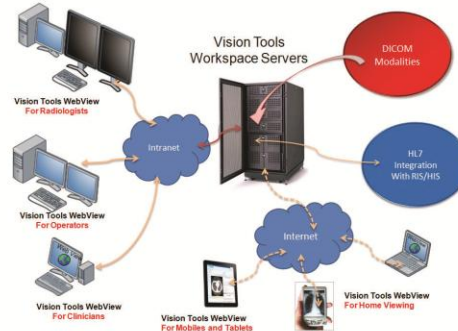 Vision Tools
Workspace Servers
DICOM
Modalities
Vision Tools WebView
For Radiologists
Intranet
HL7
Integration
With RIS/HIS
Vision Tools WebView
For Operators
Internet
Vision Tools WebView
For Clinicians
Vision Tools WebView
For Mobiles and Tablets
Vision Tools WebView
For Home Viewing